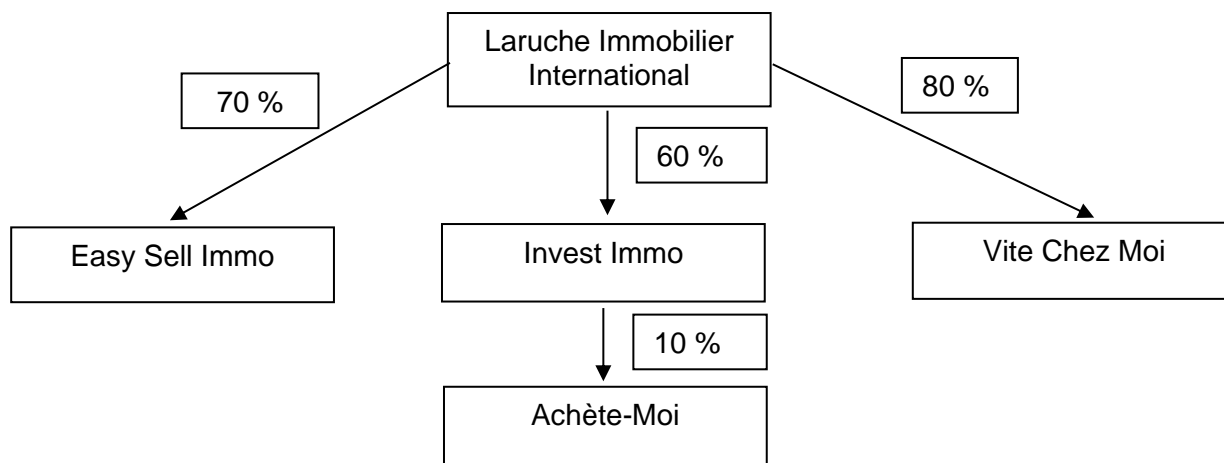 Laruche Immobilier
International
70 %
80 %
60 %
Easy Sell Immo
Invest Immo
Vite Chez Moi
10 %
Achète-Moi